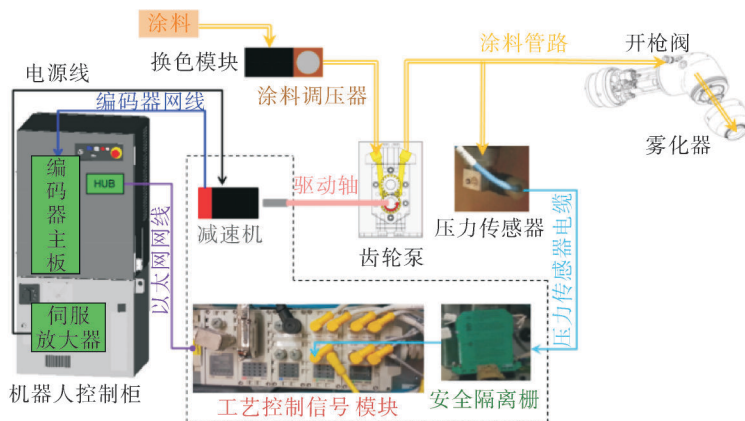 涂料
换色模块
涂料调压器
涂料管路
开枪阀
雾化器
电源线
编码器网线
编码器主板
HUB
以太网网线
伺服
放大器
机器人控制柜
减速机
驱动轴
齿轮泵
压力传感器
压力传感器电缆
工艺控制信号 模块
安全隔离栅